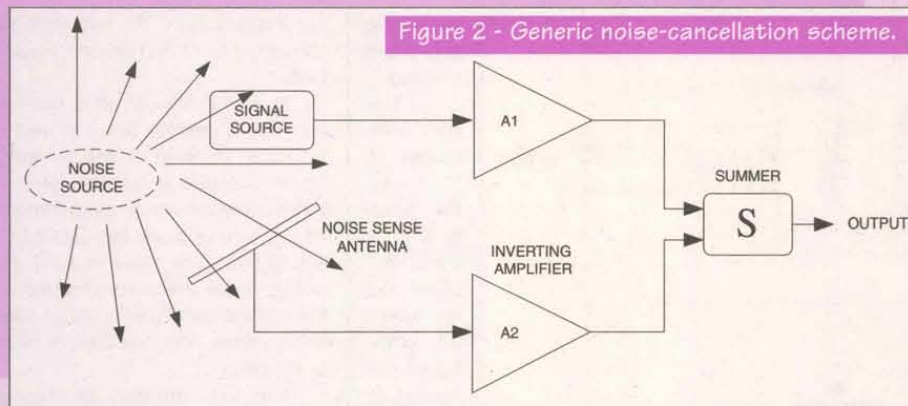 Figure 2 - Generic noise-cancellation scheme.
SIGNAL
SOURCE
A1
NOISE
SOURCE
SUMMER
S
OUTPUT
NOISE SENSE
ANTENNA
INVERTING
AMPLIFIER
A2